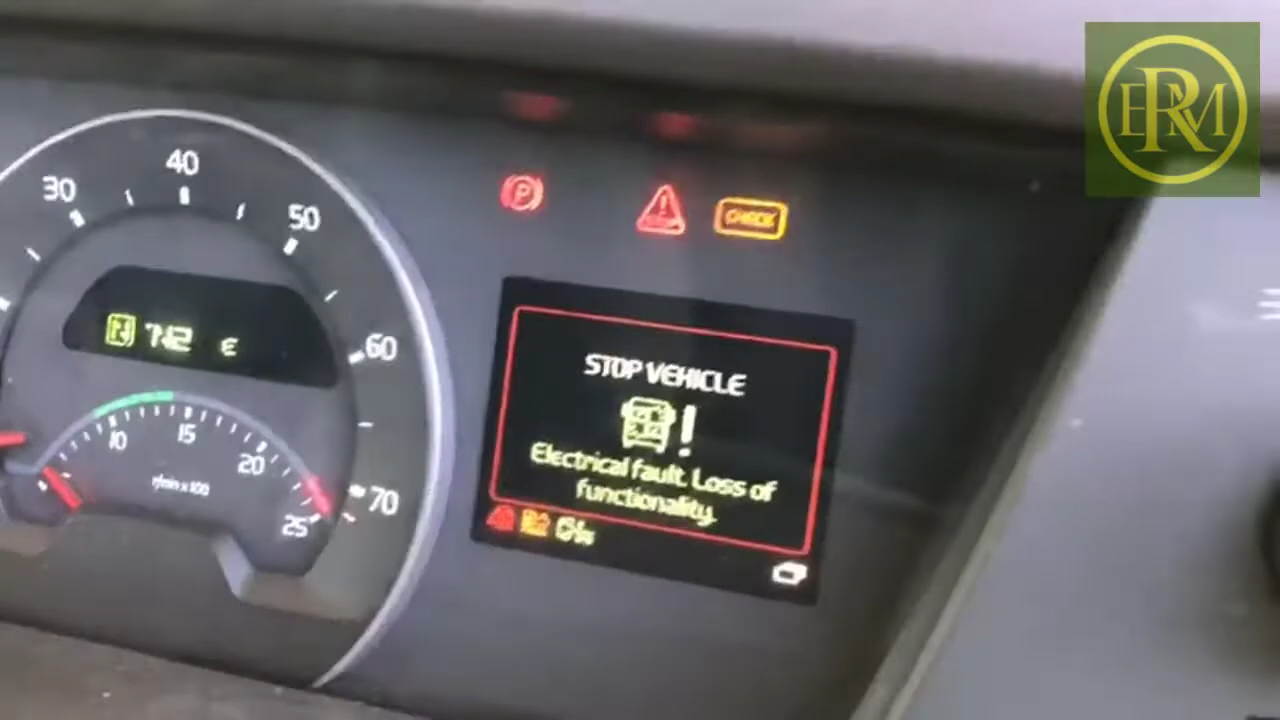 ERM
30
40
50
60
70
P
CHECK
10
15
20
25
r/min x 100
STOP VEHICLE
!
Electrical fault. Loss of
functionality.